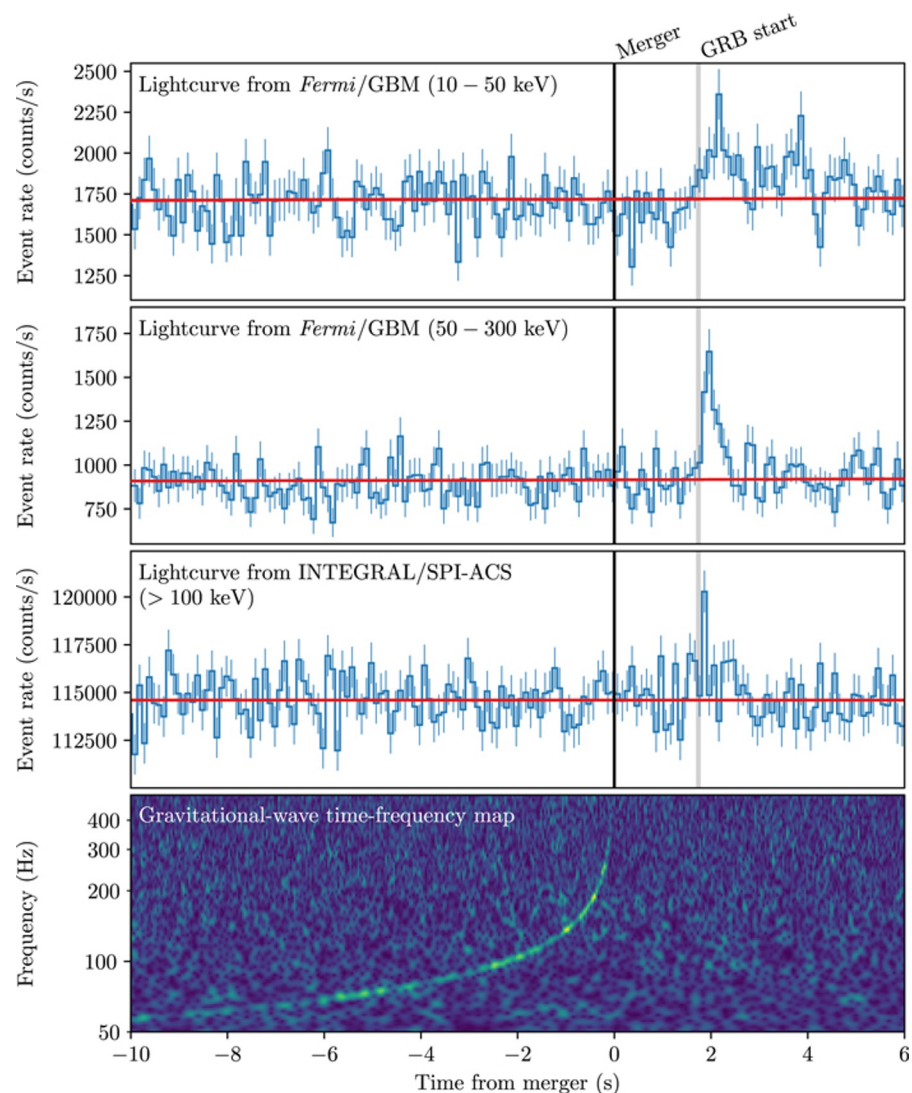 Merger GRB start
Lightcurve from Fermi/GBM (10 − 50 keV)
Event rate (counts/s)
2500
2250
2000
1750
1500
1250
Lightcurve from Fermi/GBM (50 − 300 keV)
Event rate (counts/s)
1750
1500
1250
1000
750
Lightcurve from INTEGRAL/SPI-ACS
(> 100 keV)
Event rate (counts/s)
120000
117500
115000
112500
Gravitational-wave time-frequency map
Frequency (Hz)
400
300
200
100
50
−10 −8 −6 −4 −2 0 2 4 6
Time from merger (s)